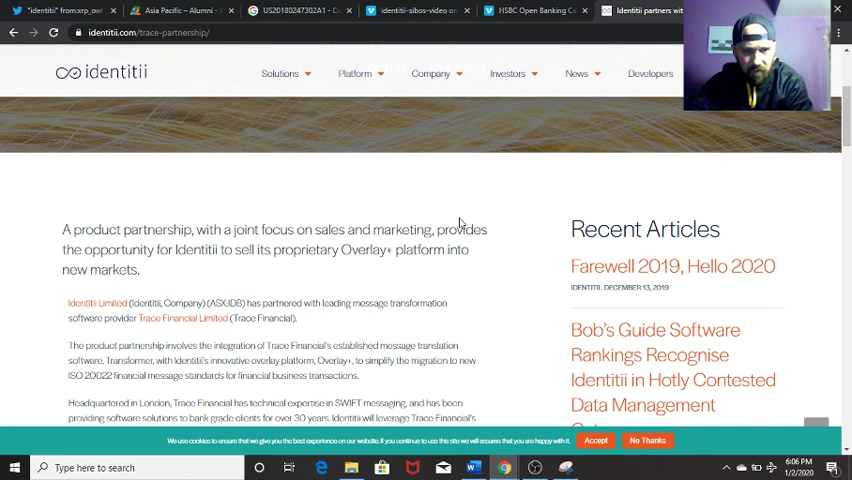 "identitii" from:xrp_owl
Asia Pacific – Alumni - F
US20180247302A1 - C
identitii-sibos-video on
HSBC Open Banking C
Identitii partners wit
identitii.com/trace-partnership/
identitii
Solutions
Platform
Company
Investors
News
Developers
A product partnership, with a joint focus on sales and marketing, provides
the opportunity for Identitii to sell its proprietary Overlay+ platform into
new markets.
Identitii Limited (Identitii, Company) (ASX:ID8) has partnered with leading message transformation
software provider Trace Financial Limited (Trace Financial).
The product partnership involves the integration of Trace Financial's established message translation
software, Transformer, with Identitii's innovative overlay platform, Overlay+, to simplify the migration to new
ISO 20022 financial message standards for financial business transactions.
Headquartered in London, Trace Financial has technical expertise in SWIFT messaging, and has been
providing software solutions to bank grade clients for over 30 years. Identitii will leverage Trace Financial's
Recent Articles
Farewell 2019, Hello 2020
IDENTITII . DECEMBER 13, 2019
Bob's Guide Software
Rankings Recognise
Identitii in Hotly Contested
Data Management
We use cookies to ensure that we give you the best experience on our website. If you continue to use this site we will assume that you are happy with it.
Accept
No Thanks
Type here to search
6:06 PM
1/2/2020